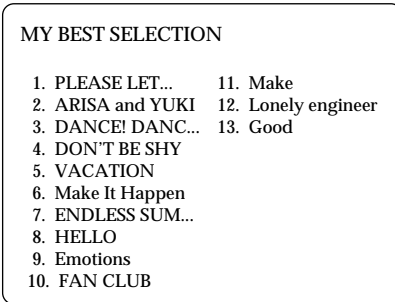 MY BEST SELECTION
1. PLEASE LET...
2. ARISA and YUKI
3. DANCE! DANC...
4. DON'T BE SHY
5. VACATION
6. Make It Happen
7. ENDLESS SUM...
8. HELLO
9. Emotions
10. FAN CLUB
11. Make
12. Lonely engineer
13. Good